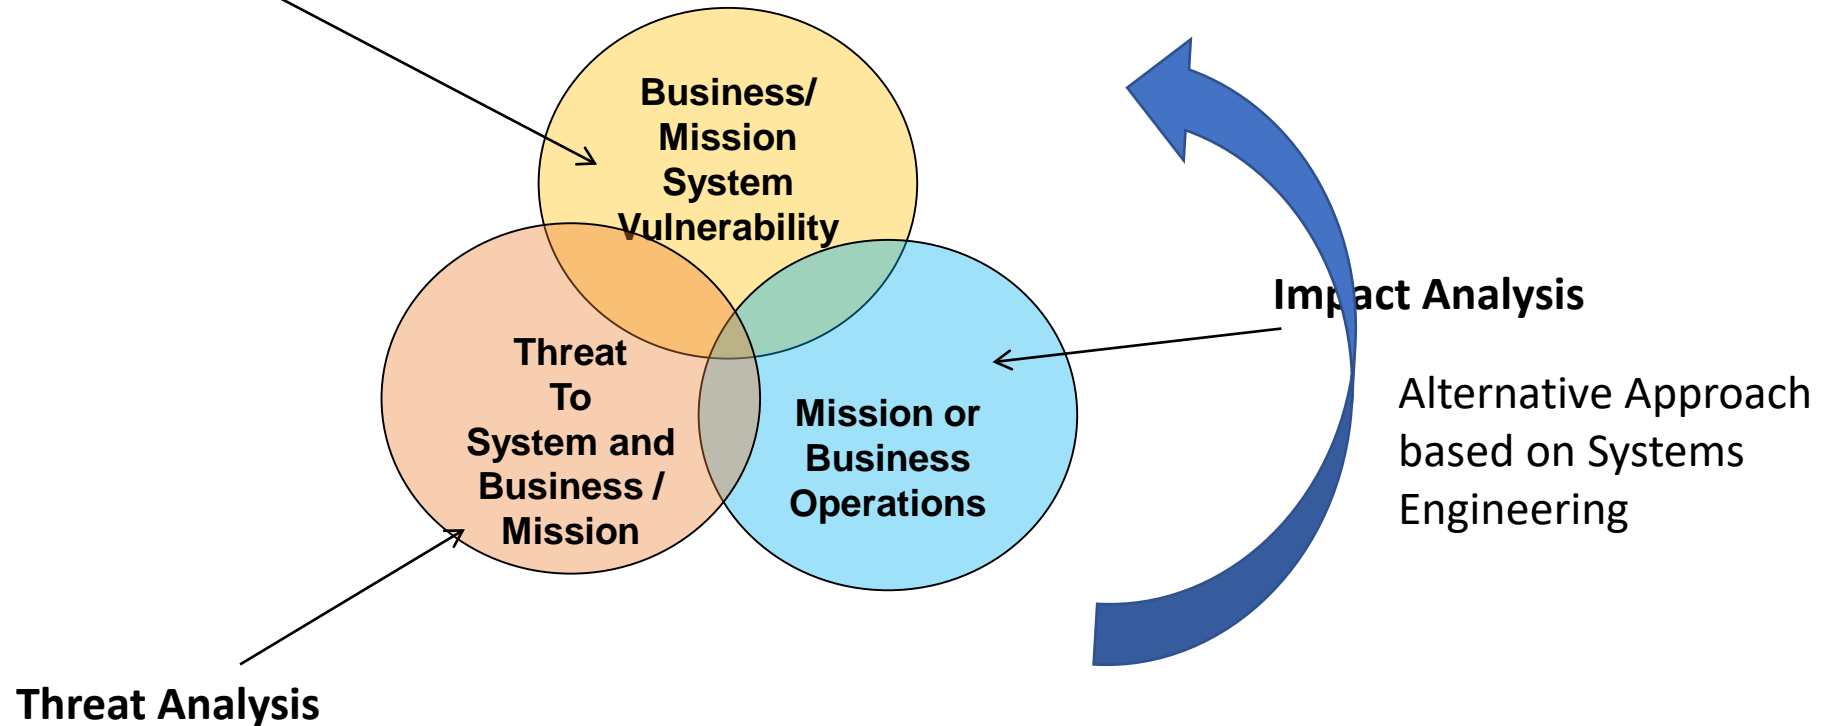 Business/
Mission
System
Vulnerability
Threat
To
System and
Business /
Mission
Mission or
Business
Operations
Impact Analysis
Alternative Approach
based on Systems
Engineering
Threat Analysis